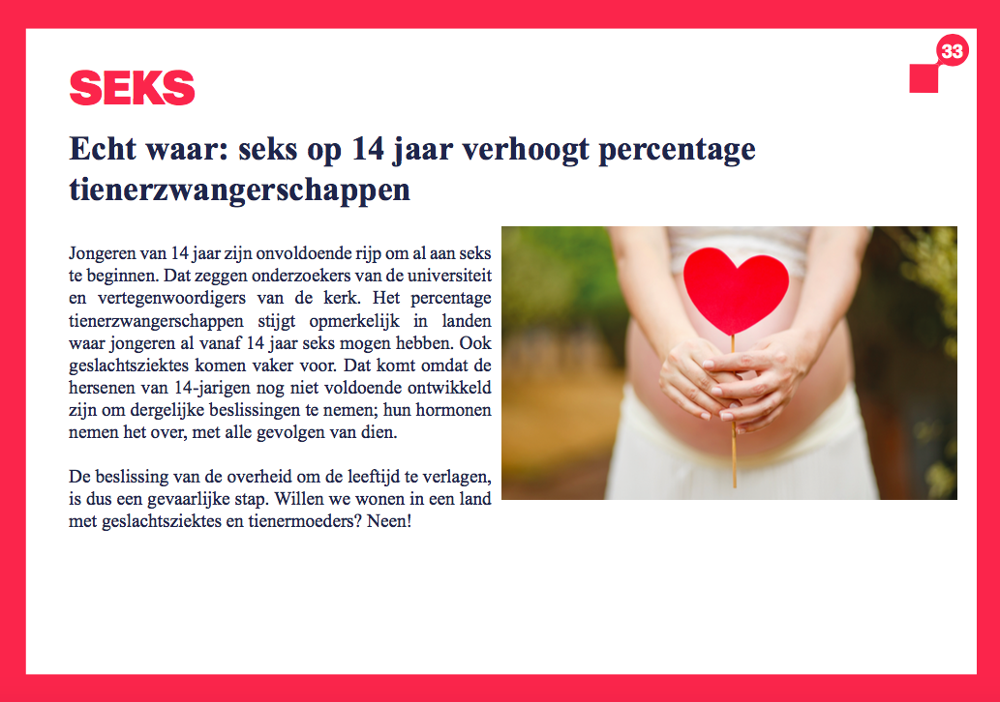 33
SEKS
Echt waar: seks op 14 jaar verhoogt percentage
tienerzwangerschappen
Jongeren van 14 jaar zijn onvoldoende rijp om al aan seks
te beginnen. Dat zeggen onderzoekers van de universiteit
en vertegenwoordigers van de kerk. Het percentage
tienerzwangerschappen stijgt opmerkelijk in landen
waar jongeren al vanaf 14 jaar seks mogen hebben. Ook
geslachtsziektes komen vaker voor. Dat komt omdat de
hersenen van 14-jarigen nog niet voldoende ontwikkeld
zijn om dergelijke beslissingen te nemen; hun hormonen
nemen het over, met alle gevolgen van dien.
De beslissing van de overheid om de leeftijd te verlagen,
is dus een gevaarlijke stap. Willen we wonen in een land
met geslachtsziektes en tienermoeders? Neen!